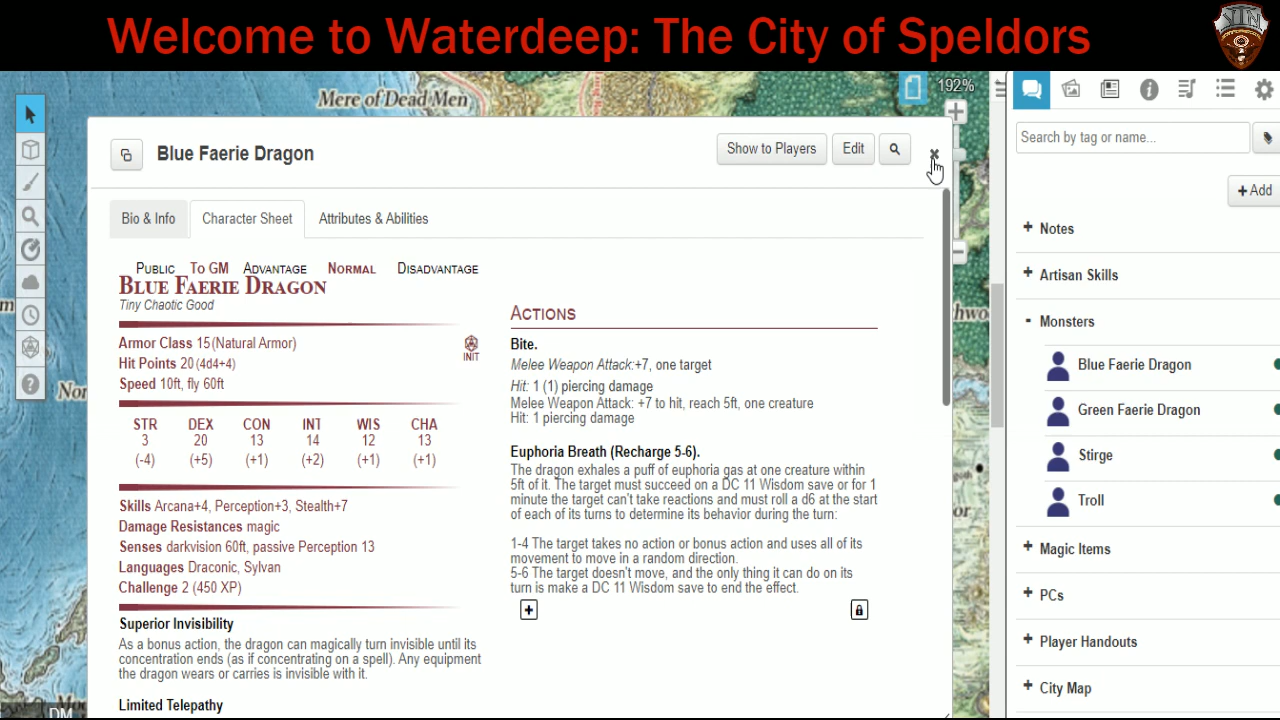 Welcome to Waterdeep: The City of Speldors
Mere of Dead Men
192%
Blue Faerie Dragon
Show to Players
Edit
Bio & Info
Character Sheet
Attributes & Abilities
Public To GM Advantage Normal Disadvantage
Blue Faerie Dragon
Tiny Chaotic Good
Armor Class 15 (Natural Armor)
INIT
Hit Points 20 (4d4+4)
Speed 10ft, fly 60ft
STR DEX CON INT WIS CHA
3 20 13 14 12 13
(-4) (+5) (+1) (+2) (+1) (+1)
Skills Arcana+4, Perception+3, Stealth+7
Damage Resistances magic
Senses darkvision 60ft, passive Perception 13
Languages Draconic, Sylvan
Challenge 2 (450 XP)
Superior Invisibility
As a bonus action, the dragon can magically turn invisible until its
concentration ends (as if concentrating on a spell). Any equipment
the dragon wears or carries is invisible with it.
Limited Telepathy
Actions
Bite.
Melee Weapon Attack:+7, one target
Hit: 1 (1) piercing damage
Melee Weapon Attack: +7 to hit, reach 5ft, one creature
Hit: 1 piercing damage
Euphoria Breath (Recharge 5-6).
The dragon exhales a puff of euphoria gas at one creature within
5ft of it. The target must succeed on a DC 11 Wisdom save or for 1
minute the target can't take reactions and must roll a d6 at the start
of each of its turns to determine its behavior during the turn:
1-4 The target takes no action or bonus action and uses all of its
movement to move in a random direction.
5-6 The target doesn't move, and the only thing it can do on its
turn is make a DC 11 Wisdom save to end the effect.
Search by tag or name...
+ Add
+ Notes
+ Artisan Skills
- Monsters
Blue Faerie Dragon
Green Faerie Dragon
Stirge
Troll
+ Magic Items
+ PCs
+ Player Handouts
+ City Map
DM